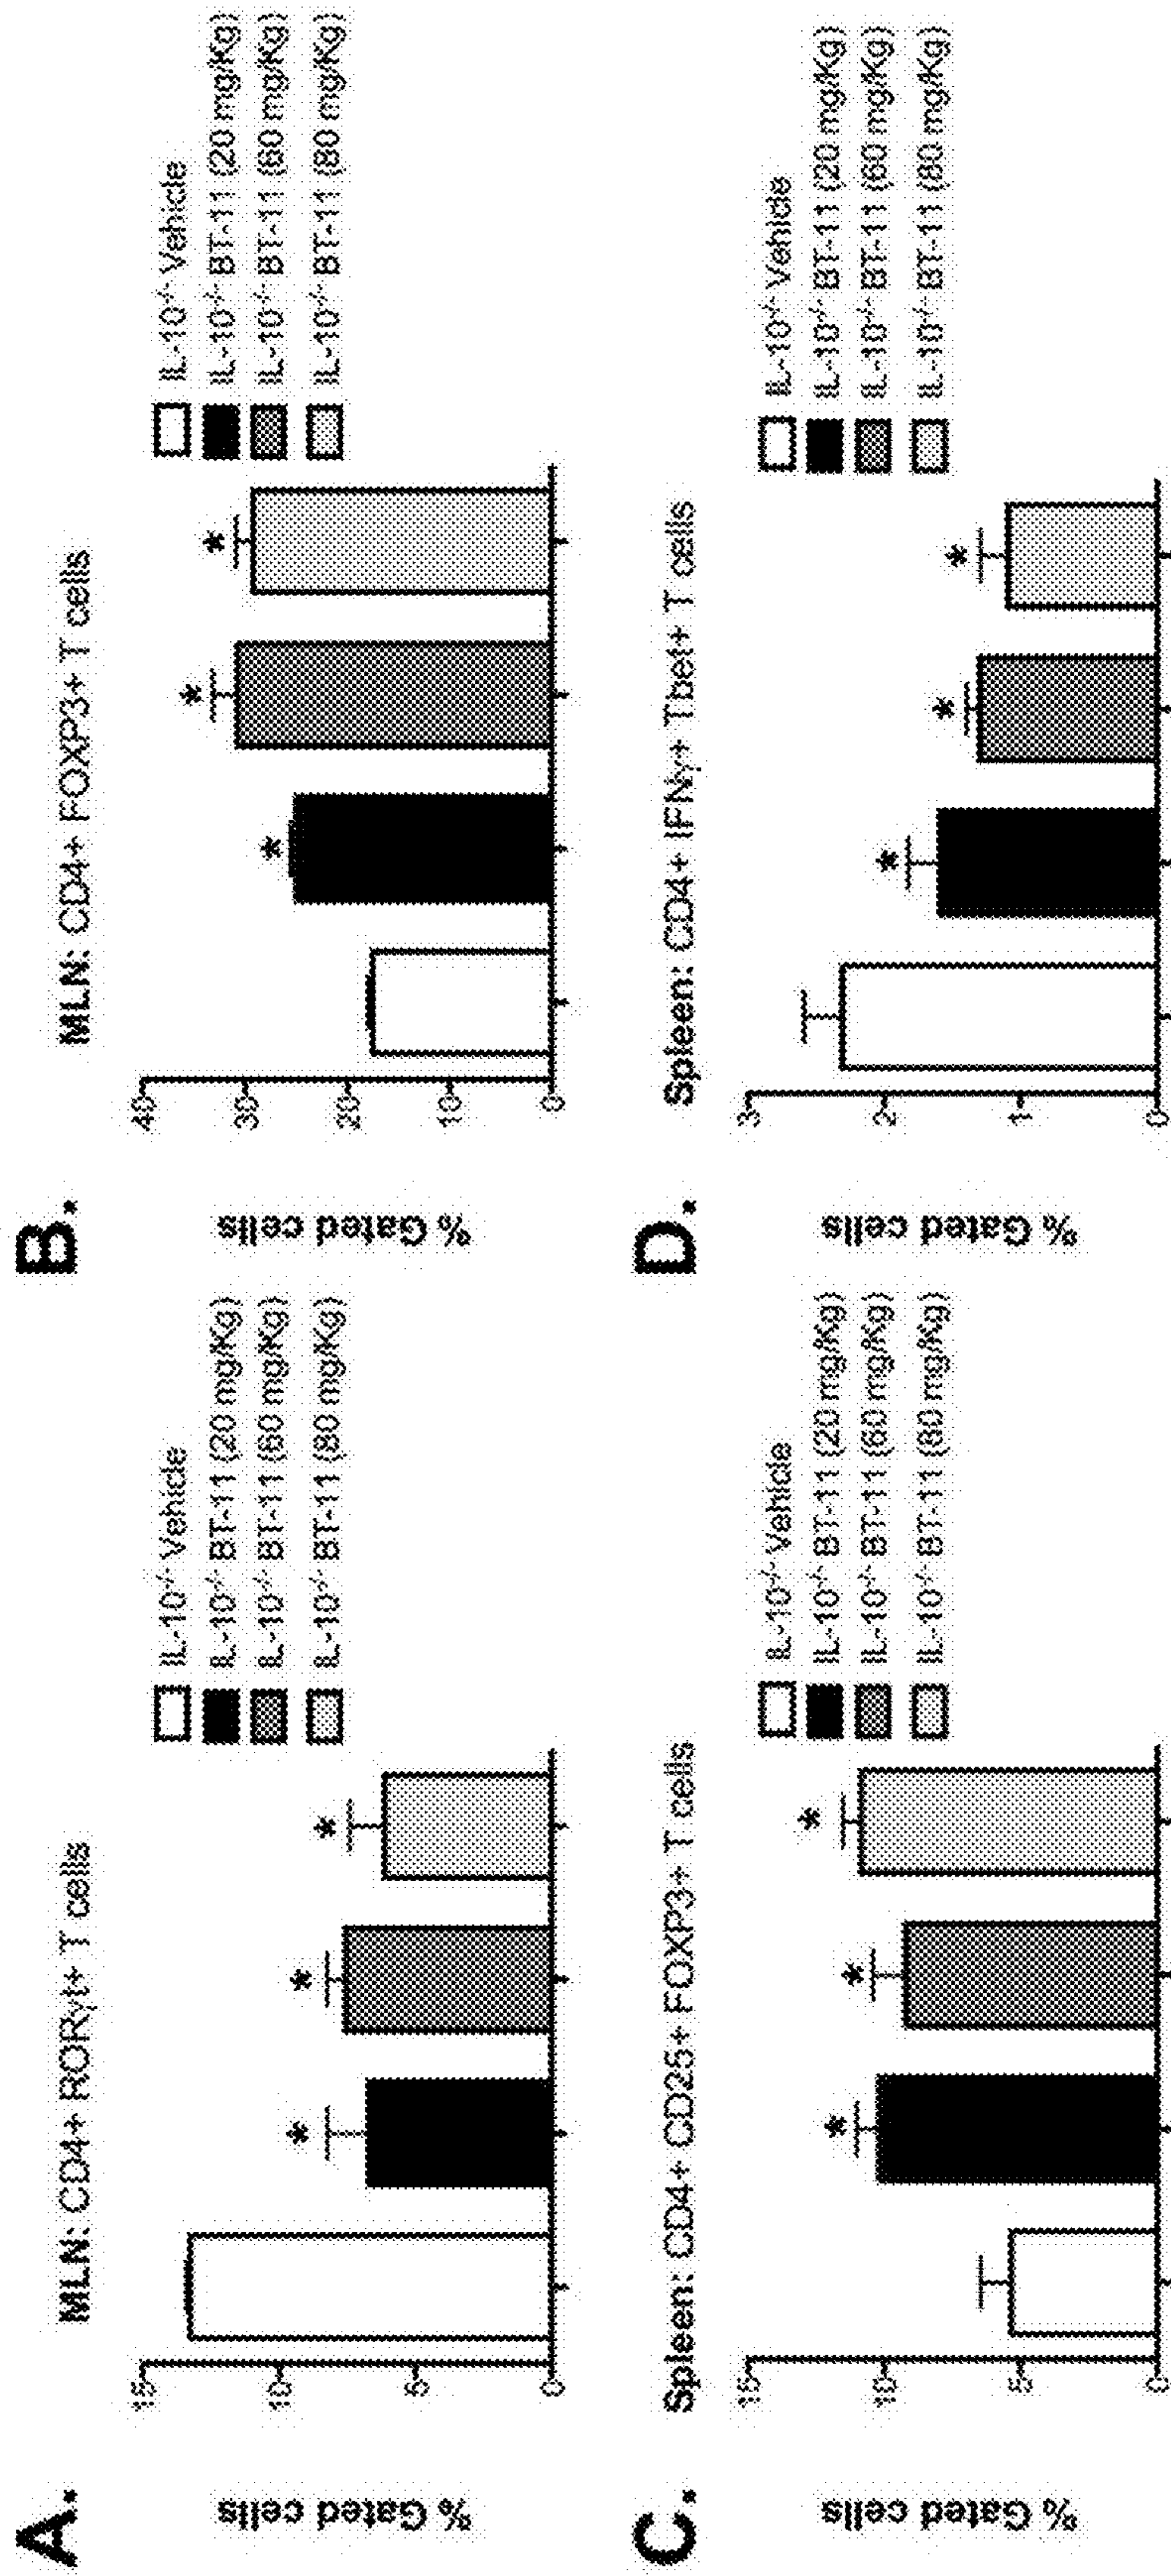 A.
MLN: CD4+ RORγt+ T cells
% Gated cells
15
10
5
0
IL-10-/- Vehicle
IL-10-/- BT-11 (20 mg/Kg)
IL-10-/- BT-11 (60 mg/Kg)
IL-10-/- BT-11 (80 mg/Kg)
*
*
*
B.
MLN: CD4+ FOXP3+ T cells
% Gated cells
40
30
20
10
0
IL-10-/- Vehicle
IL-10-/- BT-11 (20 mg/Kg)
IL-10-/- BT-11 (60 mg/Kg)
IL-10-/- BT-11 (80 mg/Kg)
*
*
*
C.
Spleen: CD4+ CD25+ FOXP3+ T cells
% Gated cells
15
10
5
0
IL-10-/- Vehicle
IL-10-/- BT-11 (20 mg/Kg)
IL-10-/- BT-11 (60 mg/Kg)
IL-10-/- BT-11 (80 mg/Kg)
*
*
*
D.
Spleen: CD4+ IFNγ+ Tbet+ T cells
% Gated cells
3
2
1
0
IL-10-/- Vehicle
IL-10-/- BT-11 (20 mg/Kg)
IL-10-/- BT-11 (60 mg/Kg)
IL-10-/- BT-11 (80 mg/Kg)
*
*
*